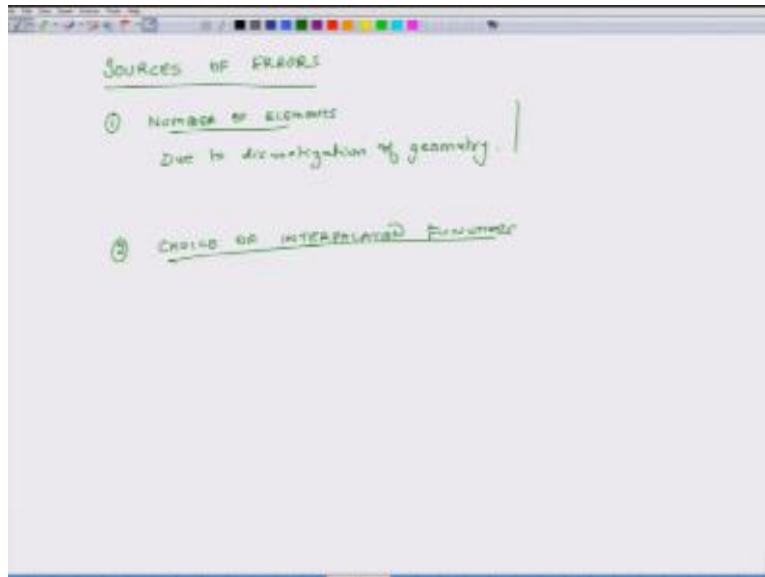 SOURCES OF ERRORS
① NUMBER OF ELEMENTS
Due to discretization of geometry.
② CHOICE OF INTERPOLATION FUNCTIONS